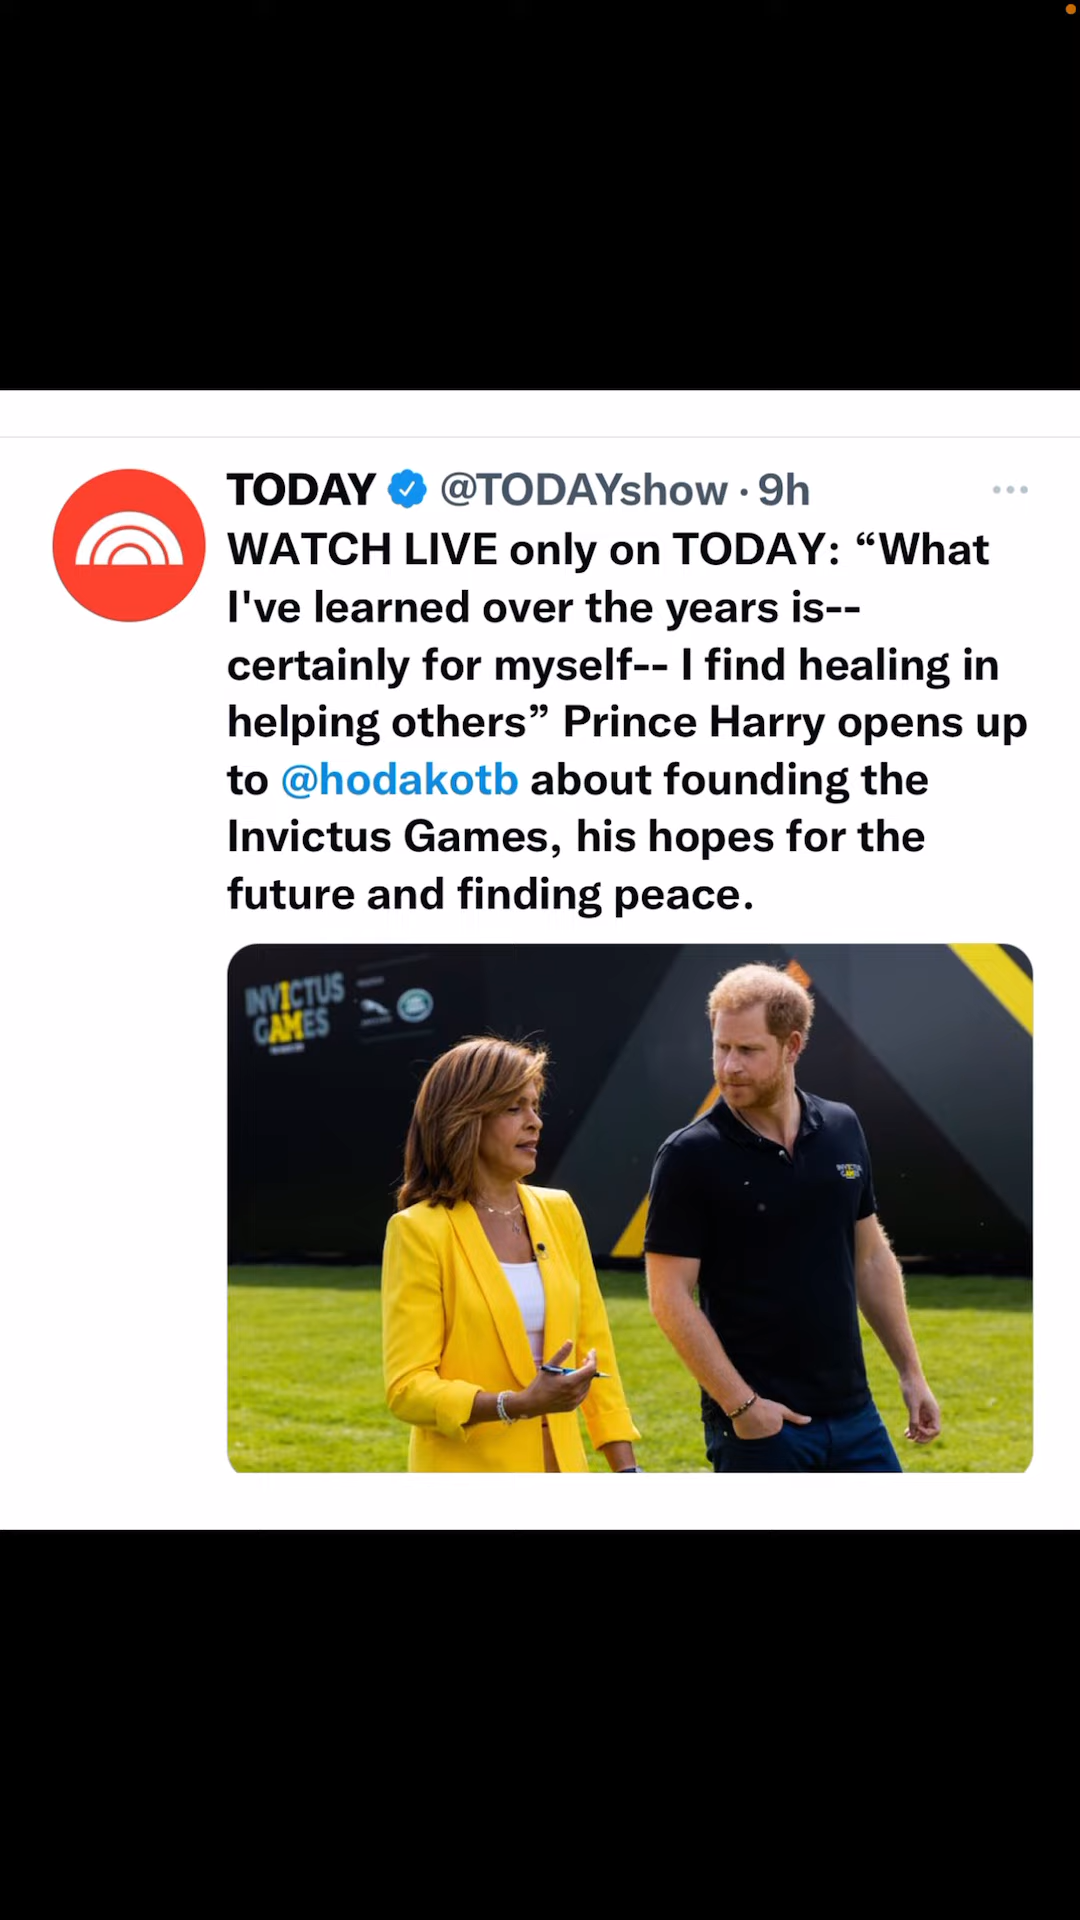 TODAY @TODAYshow · 9h
WATCH LIVE only on TODAY: “What
I've learned over the years is--
certainly for myself-- I find healing in
helping others” Prince Harry opens up
to @hodakotb about founding the
Invictus Games, his hopes for the
future and finding peace.
INVICTUS
GAMES
INVICTUS
GAMES